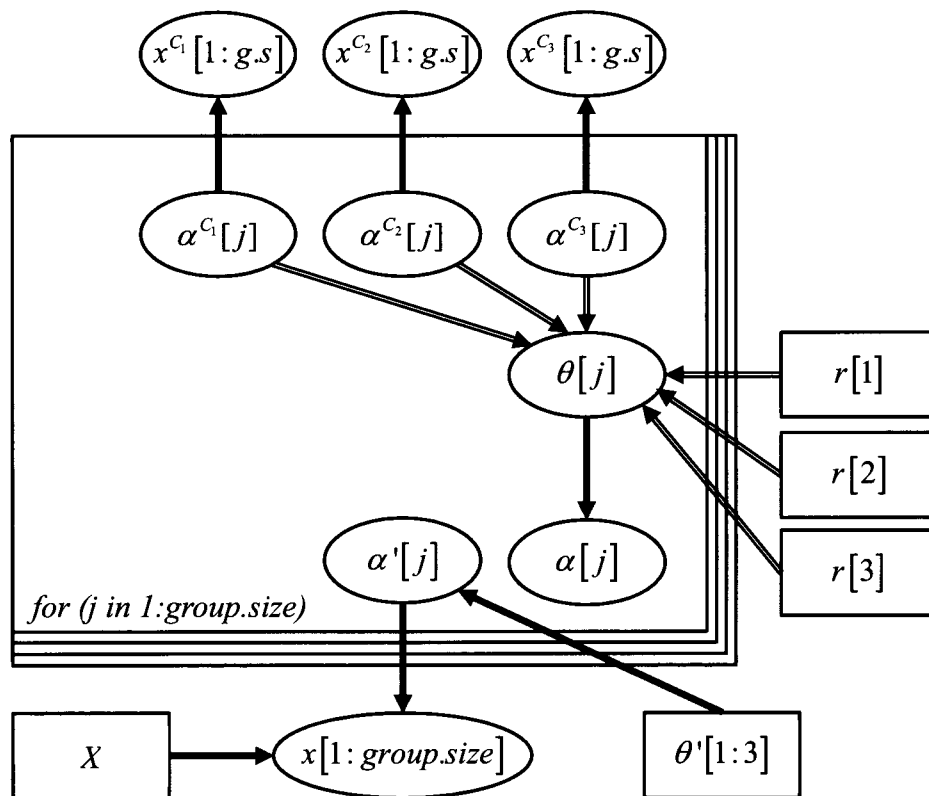 x^{C_1}[1:g.s] x^{C_2}[1:g.s] x^{C_3}[1:g.s]
α^{C_1}[j] α^{C_2}[j] α^{C_3}[j]
θ[j] r[1]
r[2]
α'[j] α[j] r[3]
for (j in 1:group.size)
X x[1:group.size] θ'[1:3]